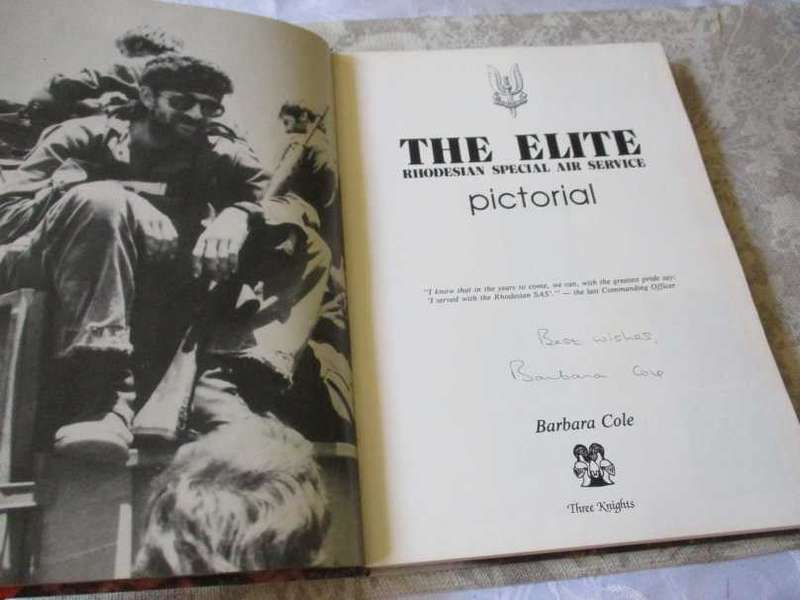 THE ELITE
RHODESIAN SPECIAL AIR SERVICE
pictorial
"I know that in the years to come, we can, with the greatest pride say:
'I served with the Rhodesian SAS'." — the last Commanding Officer
Best wishes,
Barbara Cole
Barbara Cole
Three Knights